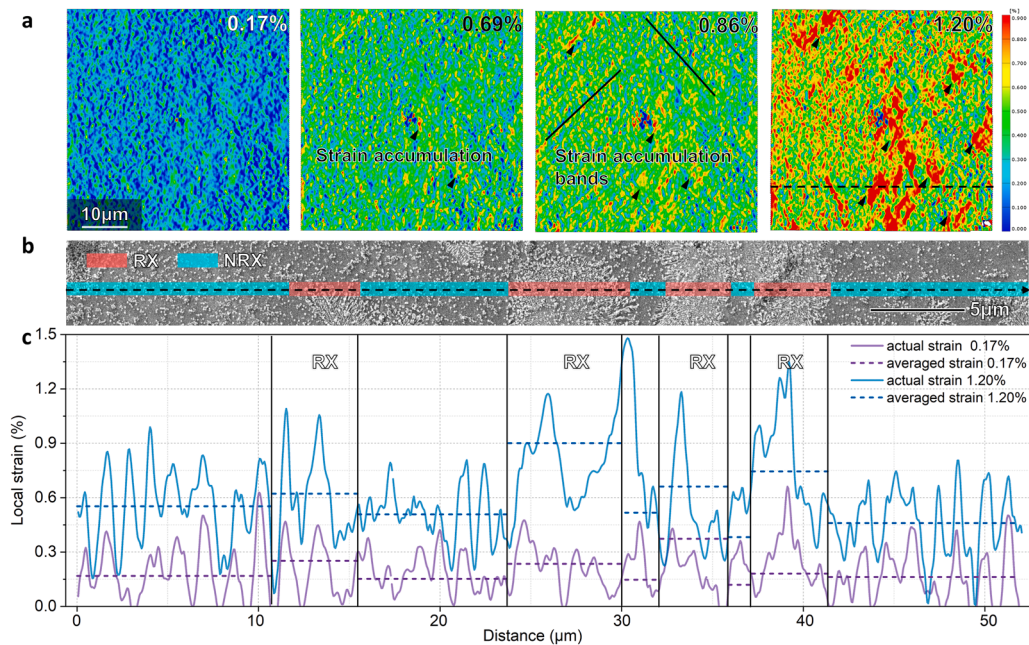 a
0.17%
0.69%
0.86%
1.20%
[%]
0.900
0.800
0.700
0.600
0.500
0.400
0.300
0.200
0.100
0.000
Strain accumulation
Strain accumulation
bands
10μm
b
RX
NRX
5μm
c
1.5
1.2
0.9
0.6
0.3
0.0
Local strain (%)
RX
RX
RX
RX
actual strain 0.17%
averaged strain 0.17%
actual strain 1.20%
averaged strain 1.20%
0
10
20
30
40
50
Distance (μm)